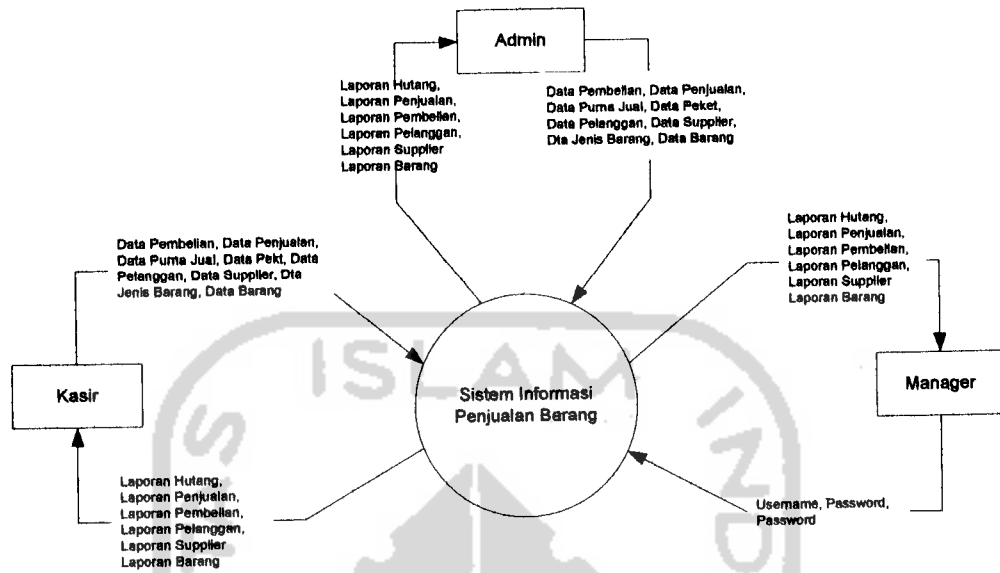 Admin
Laporan Hutang,
Laporan Penjualan,
Laporan Pembelian,
Laporan Pelanggan,
Laporan Supplier
Laporan Barang
Data Pembelian, Data Penjualan,
Data Purna Jual, Data Peket,
Data Pelanggan, Data Supplier,
Dta Jenis Barang, Data Barang
Laporan Hutang,
Laporan Penjualan,
Laporan Pembelian,
Laporan Pelanggan,
Laporan Supplier
Laporan Barang
Data Pembelian, Data Penjualan,
Data Purna Jual, Data Pekt, Data
Pelanggan, Data Supplier, Dta
Jenis Barang, Data Barang
ISLAM
Kasir
Sistem Informasi
Penjualan Berang
Manager
Laporan Hutang,
Laporan Penjualan,
Laporan Pembelian,
Laporan Pelanggan,
Laporan Supplier
Laporan Barang
Username, Password,
Password